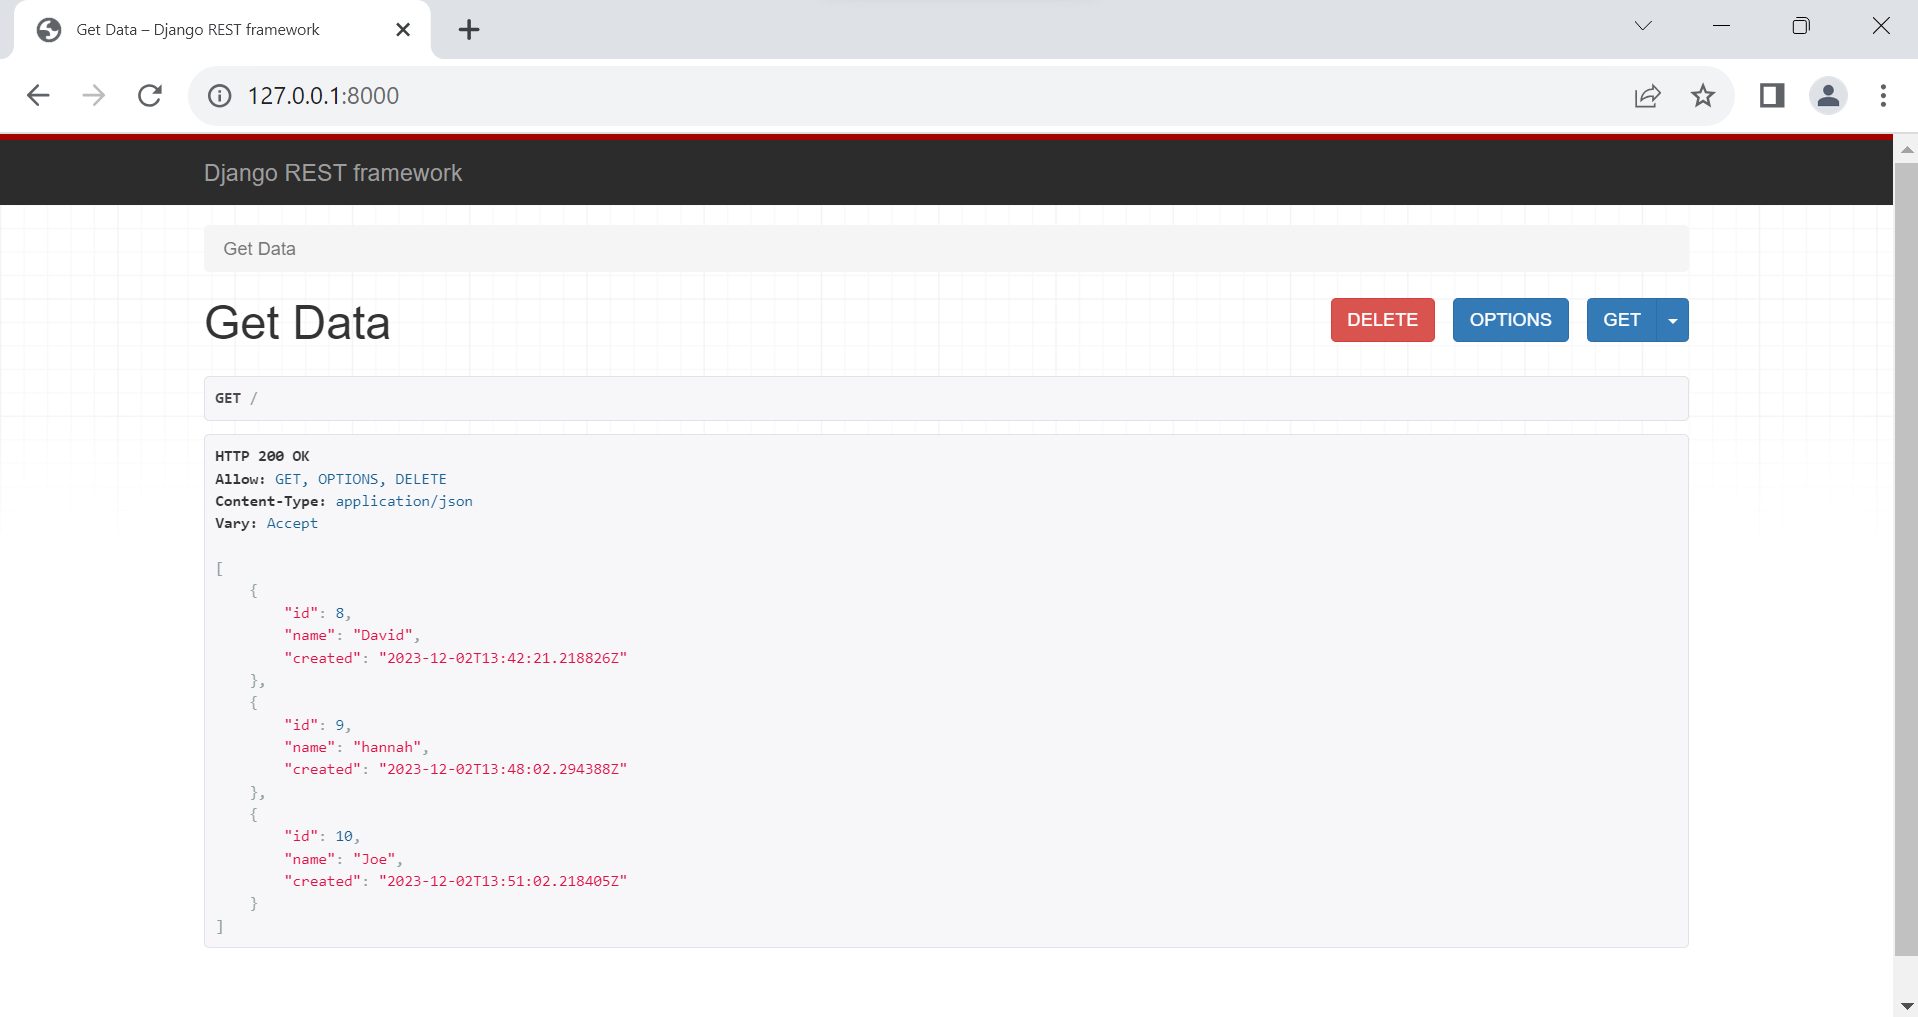 Get Data – Django REST framework
127.0.0.1:8000
Django REST framework
Get Data
Get Data
DELETE
OPTIONS
GET
GET /
HTTP 200 OK
Allow: GET, OPTIONS, DELETE
Content-Type: application/json
Vary: Accept
[
    {
        "id": 8,
        "name": "David",
        "created": "2023-12-02T13:42:21.218826Z"
    },
    {
        "id": 9,
        "name": "hannah",
        "created": "2023-12-02T13:48:02.294388Z"
    },
    {
        "id": 10,
        "name": "Joe",
        "created": "2023-12-02T13:51:02.218405Z"
    }
]